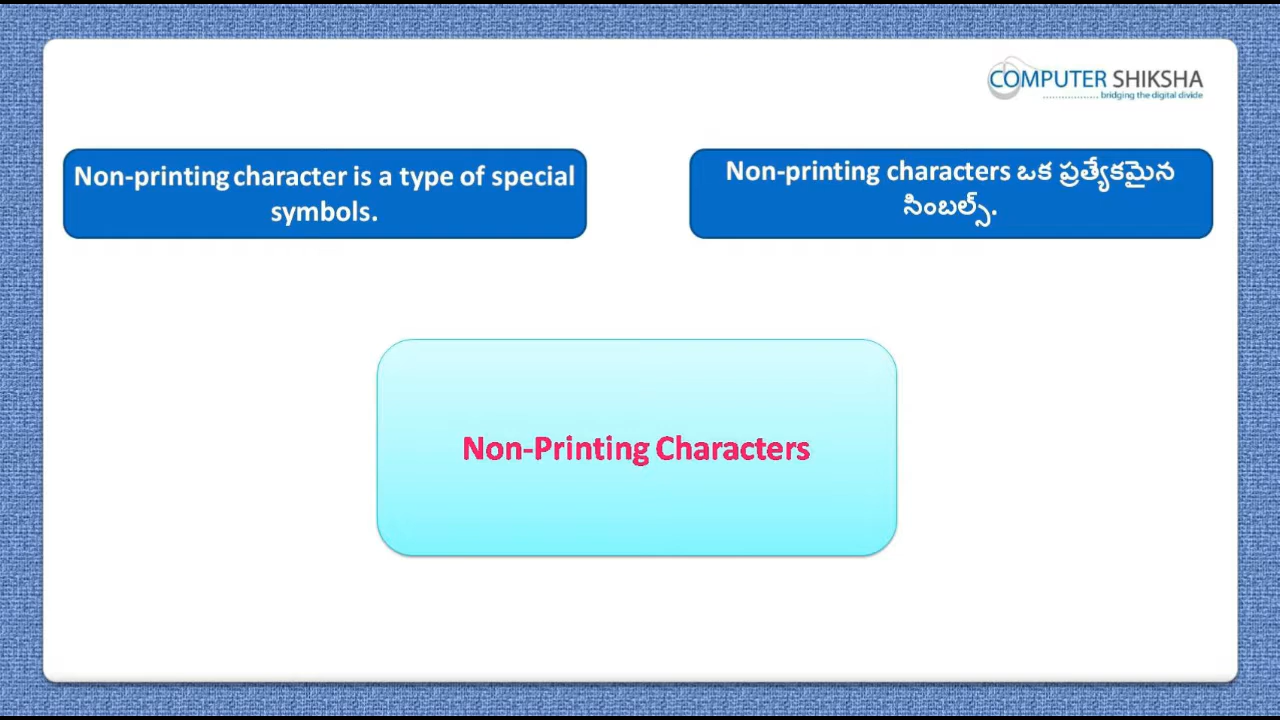 COMPUTER SHIKSHA
bridging the digital divide
Non-printing character is a type of special
symbols.
Non-printing characters ఒక ప్రత్యేకమైన
సింబల్స్.
Non-Printing Characters